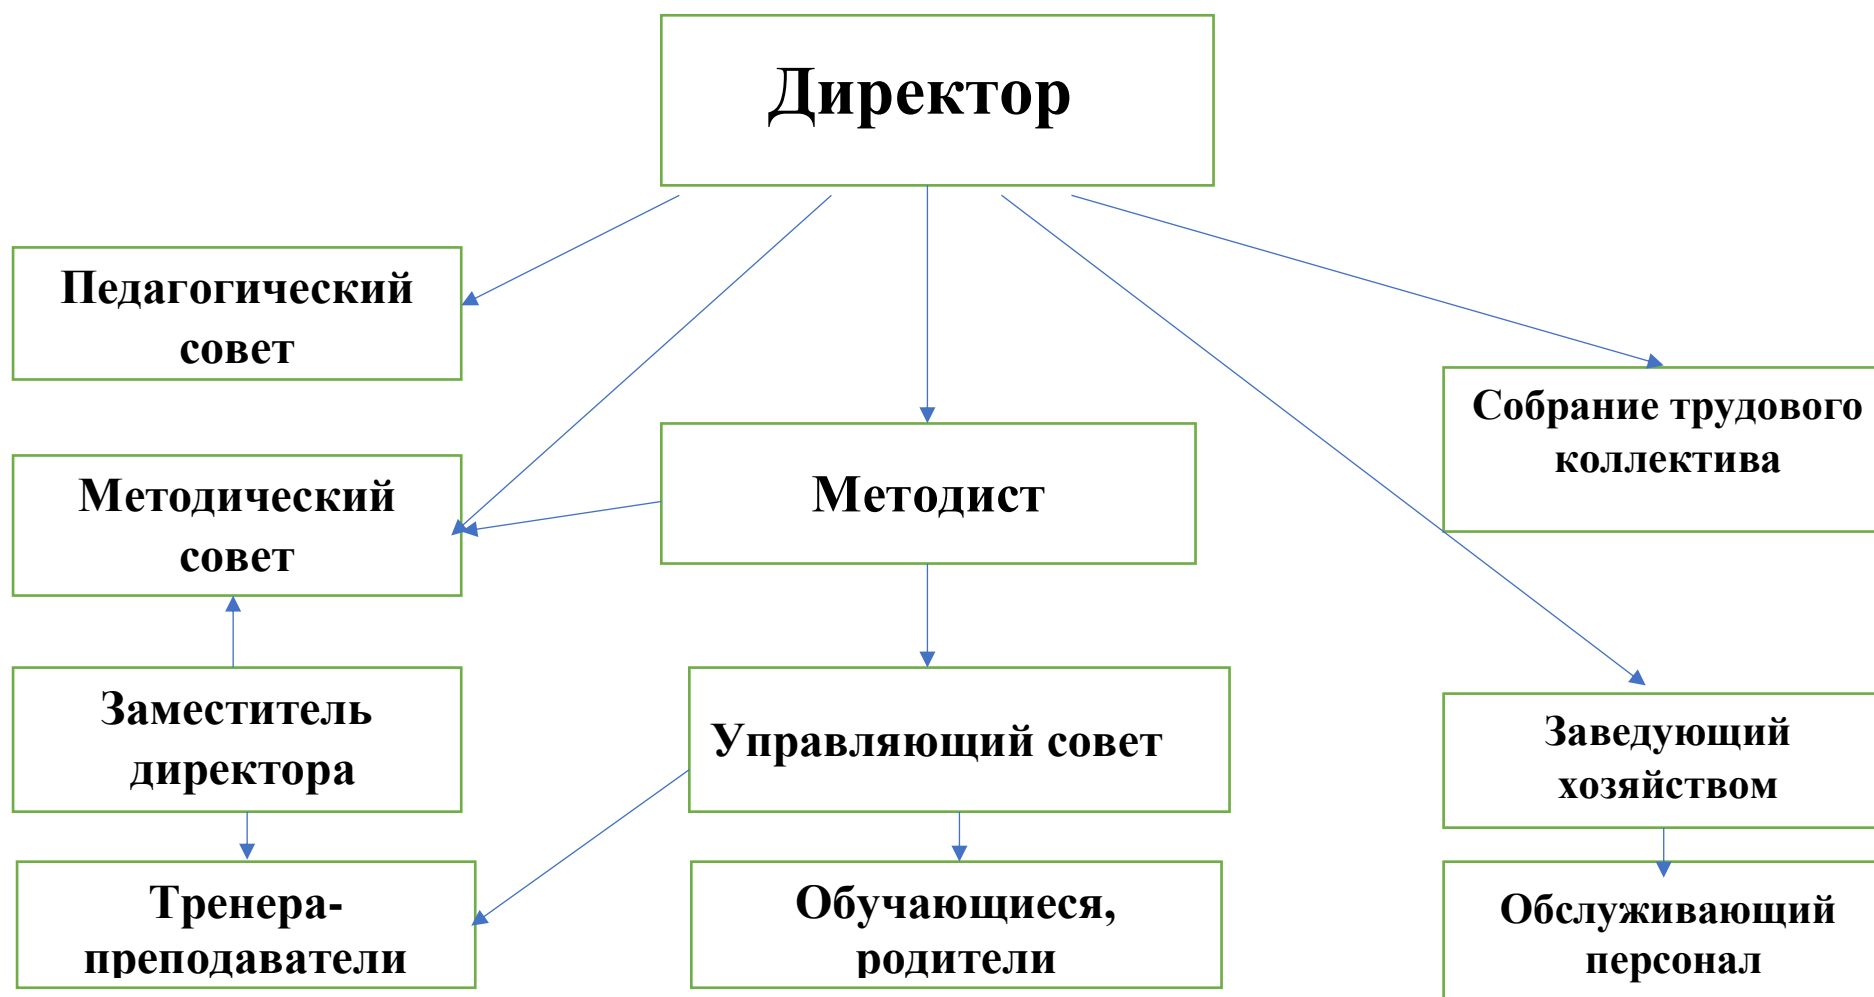 Директор
Педагогический
совет
Собрание трудового
коллектива
Методический
совет
Методист
Заместитель
директора
Управляющий совет
Заведующий
хозяйством
Тренера-
преподаватели
Обучающиеся,
родители
Обслуживающий
персонал